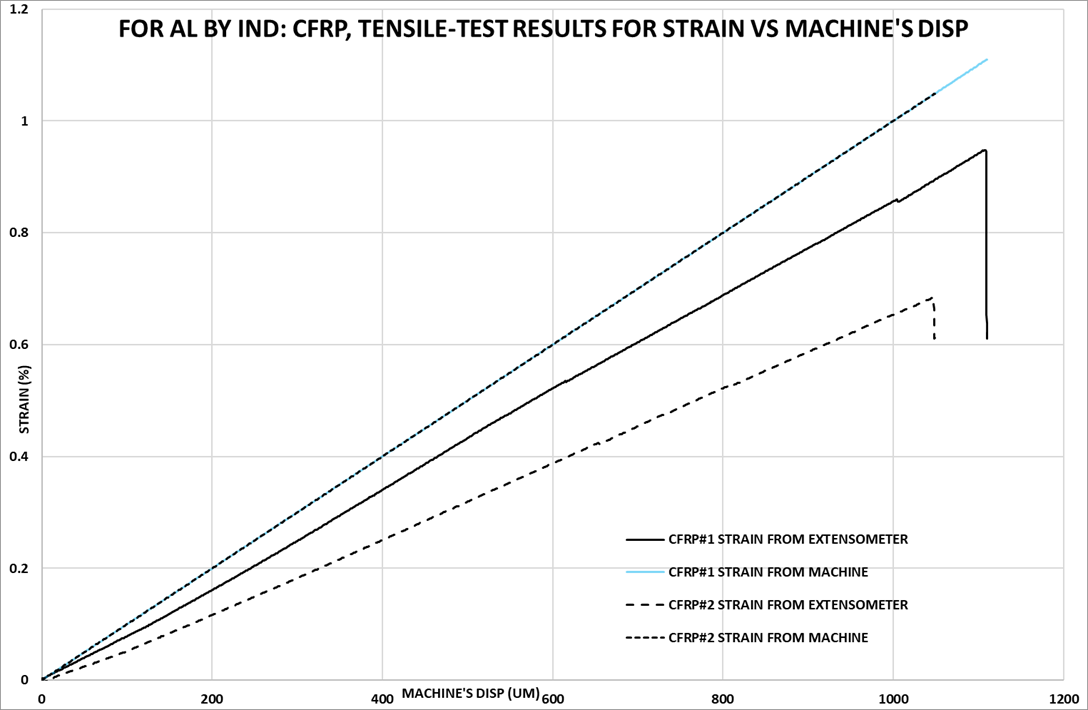 FOR AL BY IND: CFRP, TENSILE-TEST RESULTS FOR STRAIN VS MACHINE'S DISP
1.2
1
0.8
0.6
0.4
0.2
0
STRAIN (%)
CFRP#1 STRAIN FROM EXTENSOMETER
CFRP#1 STRAIN FROM MACHINE
CFRP#2 STRAIN FROM EXTENSOMETER
CFRP#2 STRAIN FROM MACHINE
0 200 400 600 800 1000 1200
MACHINE'S DISP (UM)